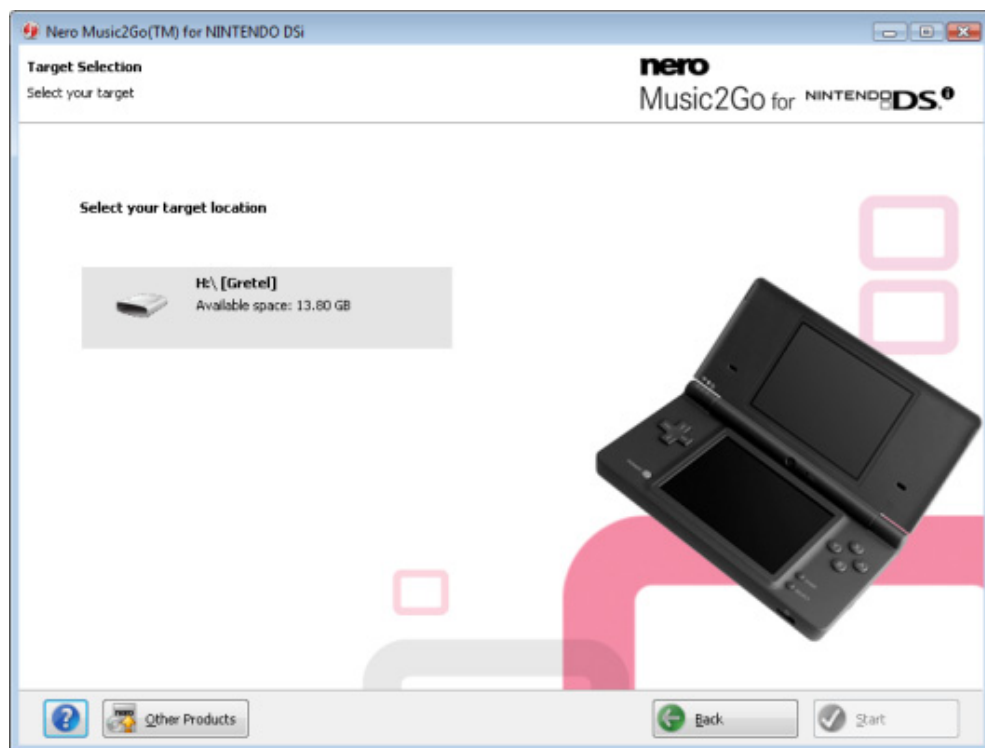 Nero Music2Go(TM) for NINTENDO DSi
Target Selection
Select your target
nero
Music2Go for NINTENDO DS.i
Select your target location
H:\ [Gretel]
Available space: 13.80 GB
Other Products
Back
Start